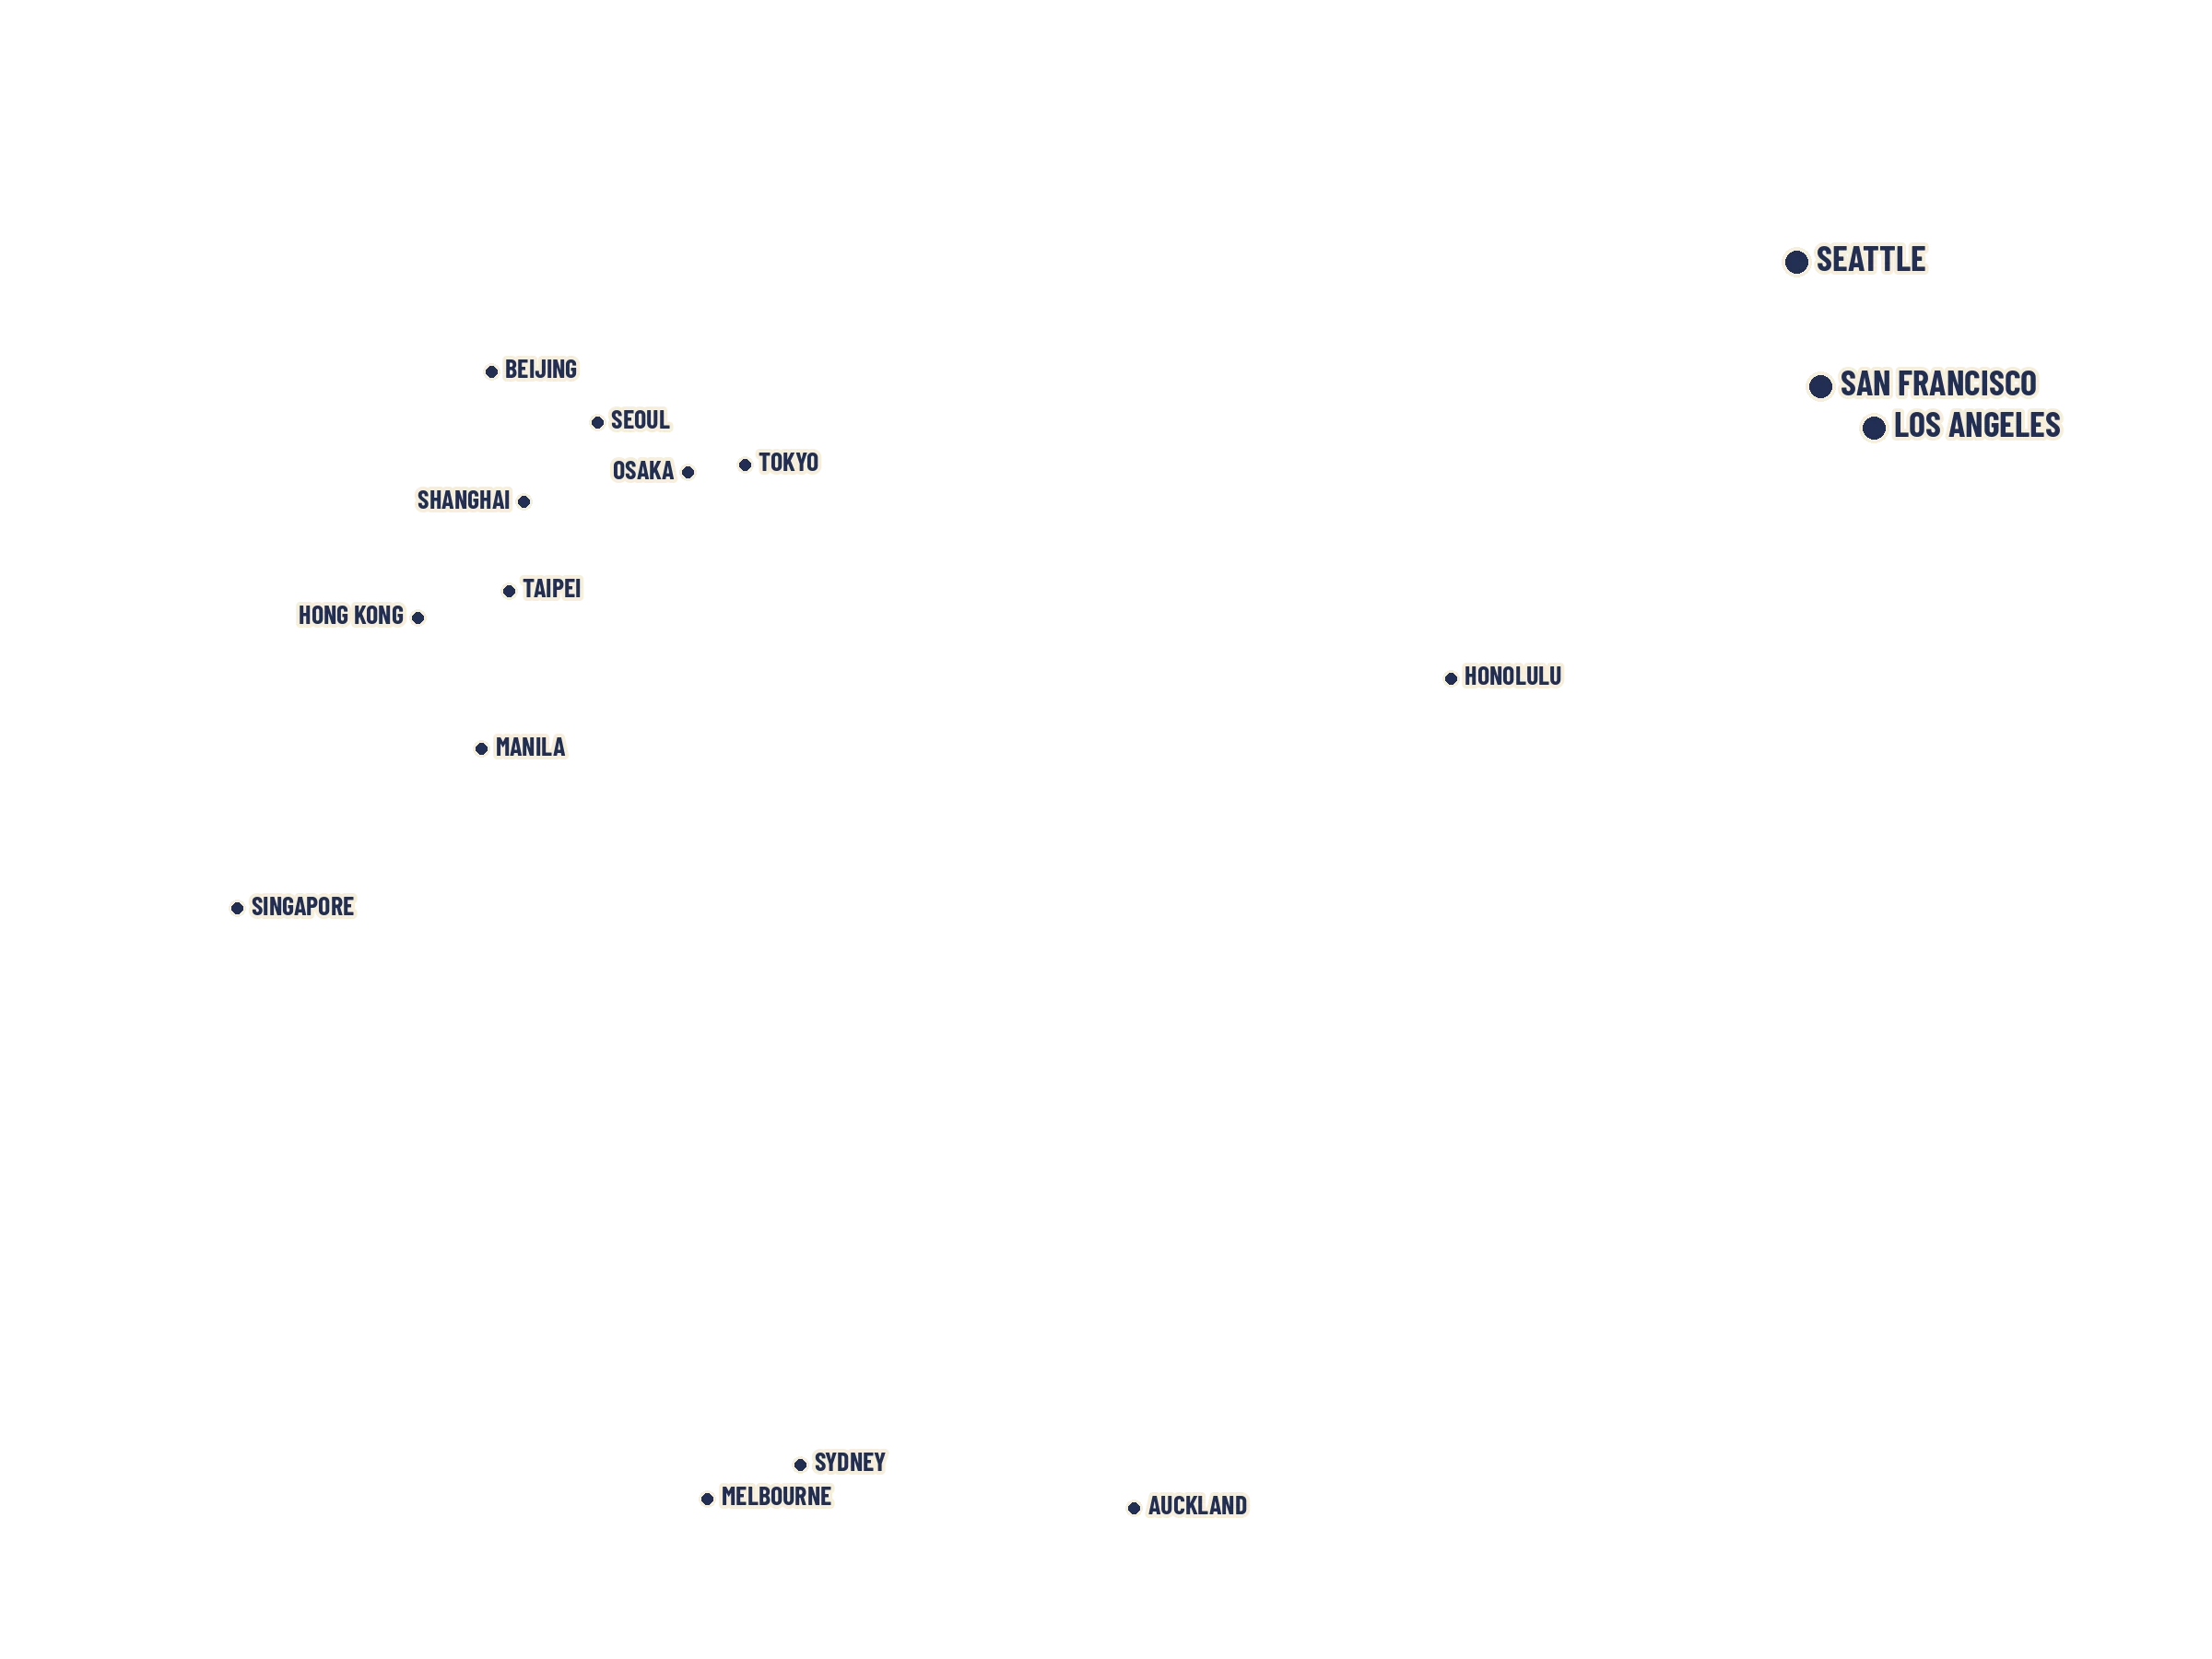 SEATTLE
BEIJING
SAN FRANCISCO
SEOUL
LOS ANGELES
TOKYO
OSAKA
SHANGHAI
TAIPEI
HONG KONG
HONOLULU
MANILA
SINGAPORE
SYDNEY
MELBOURNE
AUCKLAND